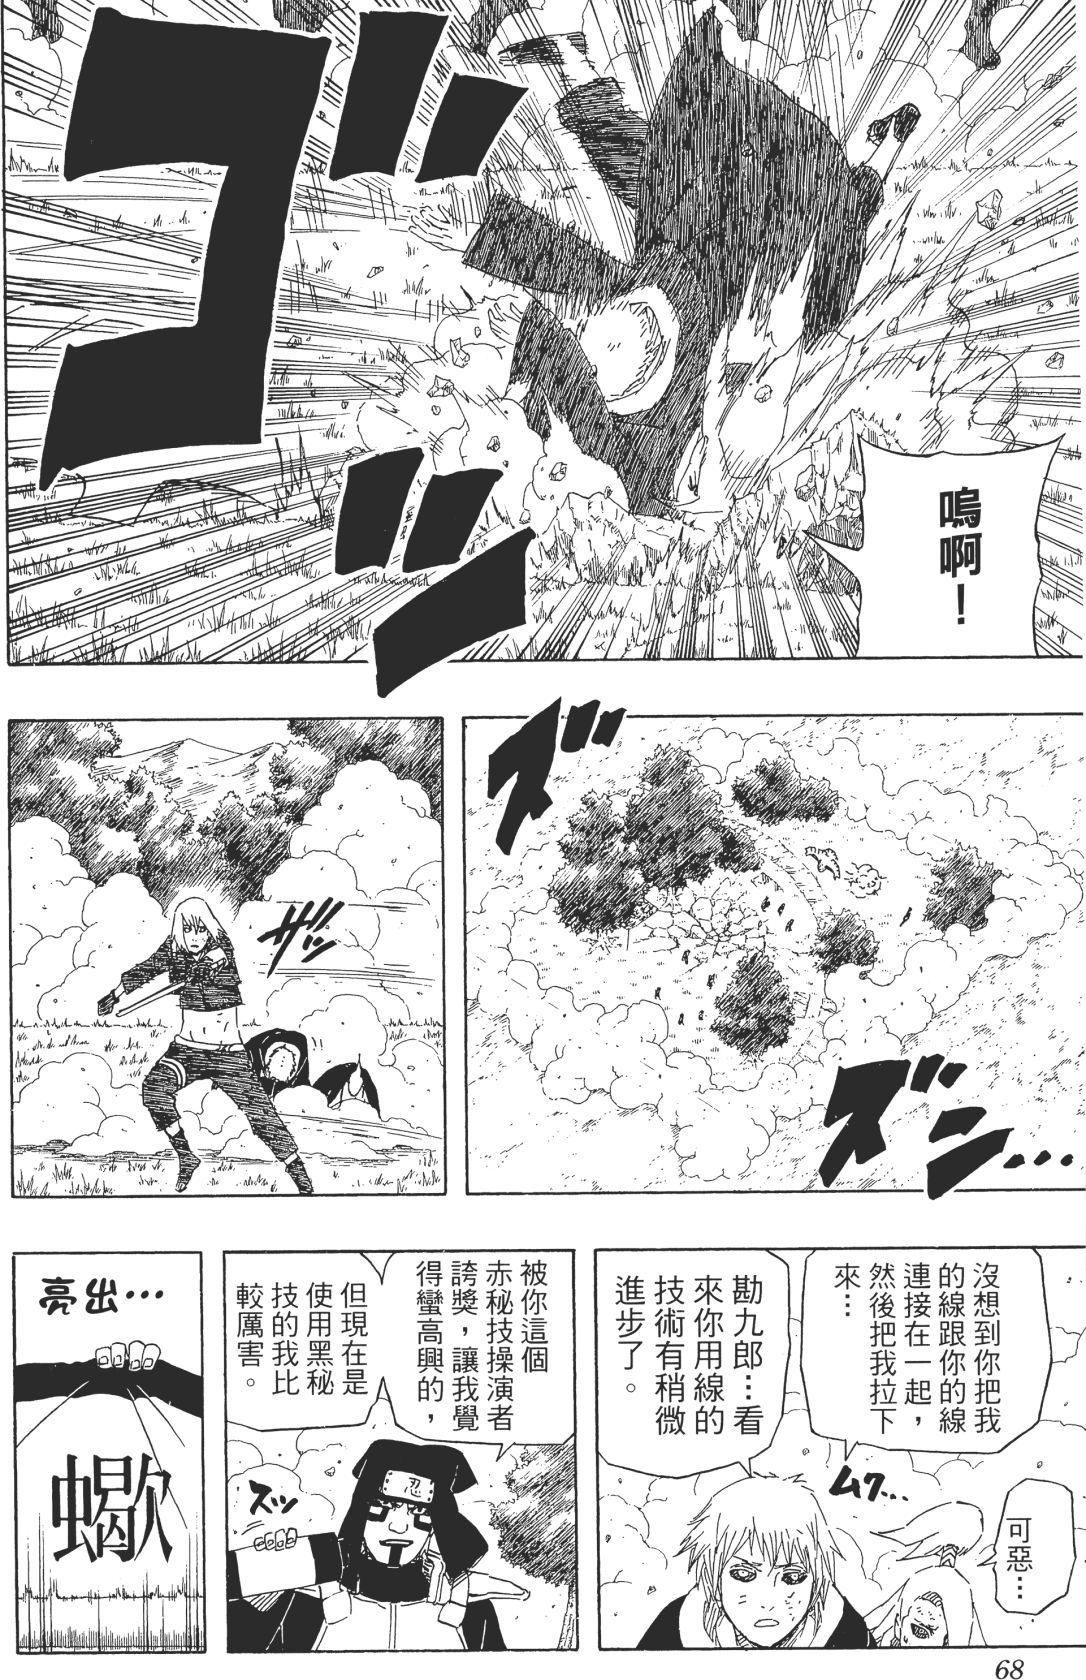 ゴゴッ
嗚啊！
ズ
ズン…
ザッ
沒想到你把我
的線跟你的線
連接在一起，
然後把我拉下
來…
可惡…
ムク…
勘九郎…看
來你用線的
技術有稍微
進步了。
被你這個
赤秘技操演者
誇獎，讓我覺
得蠻高興的，
但現在是
使用黑秘
技的我比
較厲害。
忍
スッ
亮出…
蠍
68